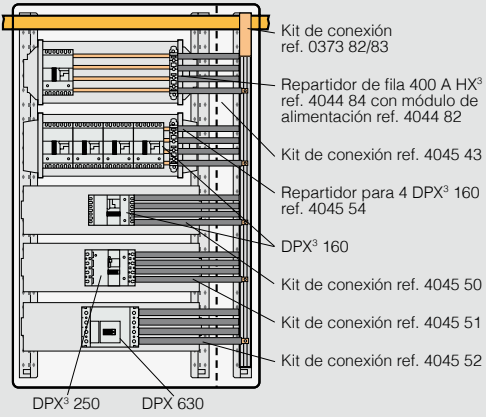 Kit de conexión
ref. 0373 82/83
Repartidor de fila 400 A HX³
ref. 4044 84 con módulo de
alimentación ref. 4044 82
Kit de conexión ref. 4045 43
Repartidor para 4 DPX³ 160
ref. 4045 54
DPX³ 160
Kit de conexión ref. 4045 50
Kit de conexión ref. 4045 51
Kit de conexión ref. 4045 52
DPX³ 250
DPX 630